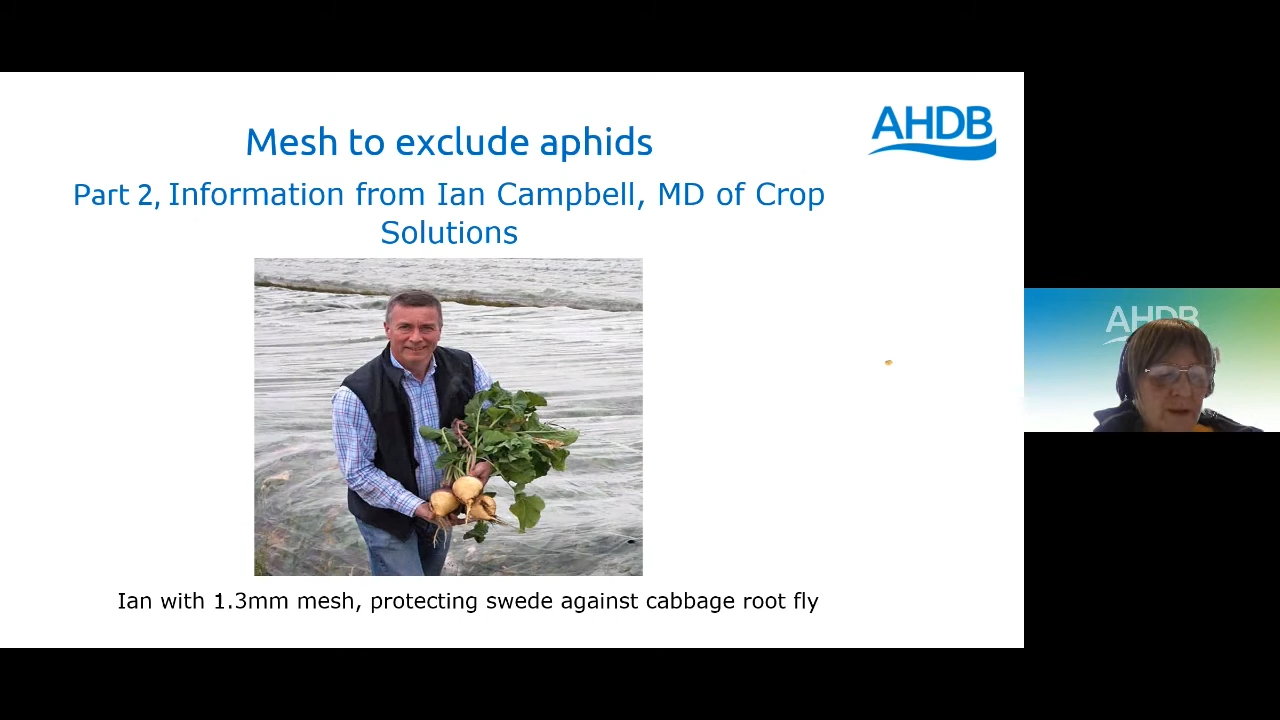 Mesh to exclude aphids
AHDB
Part 2, Information from Ian Campbell, MD of Crop
Solutions
AHDB
Ian with 1.3mm mesh, protecting swede against cabbage root fly